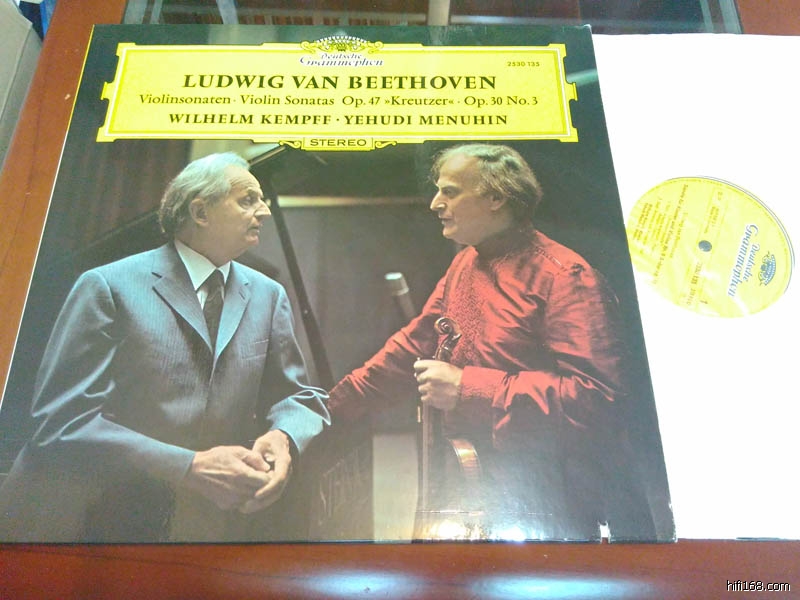 Deutsche
Grammophon
2530 135
LUDWIG VAN BEETHOVEN
Violinsonaten · Violin Sonatas Op. 47 »Kreutzer« · Op. 30 No. 3
WILHELM KEMPFF · YEHUDI MENUHIN
STEREO
Deutsche
Grammophon
hifi168.com